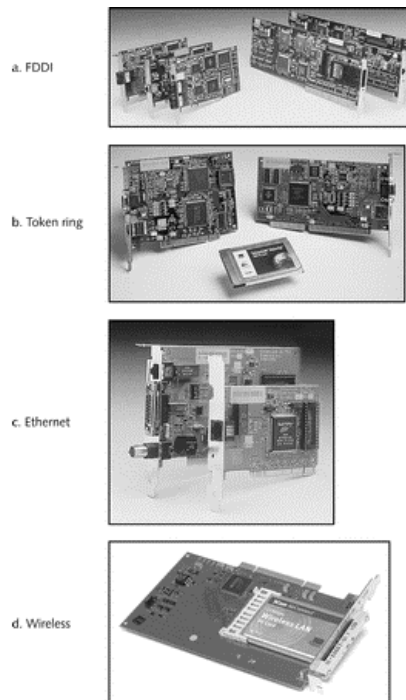 a. FDDI
b. Token ring
c. Ethernet
d. Wireless
Wireless LAN